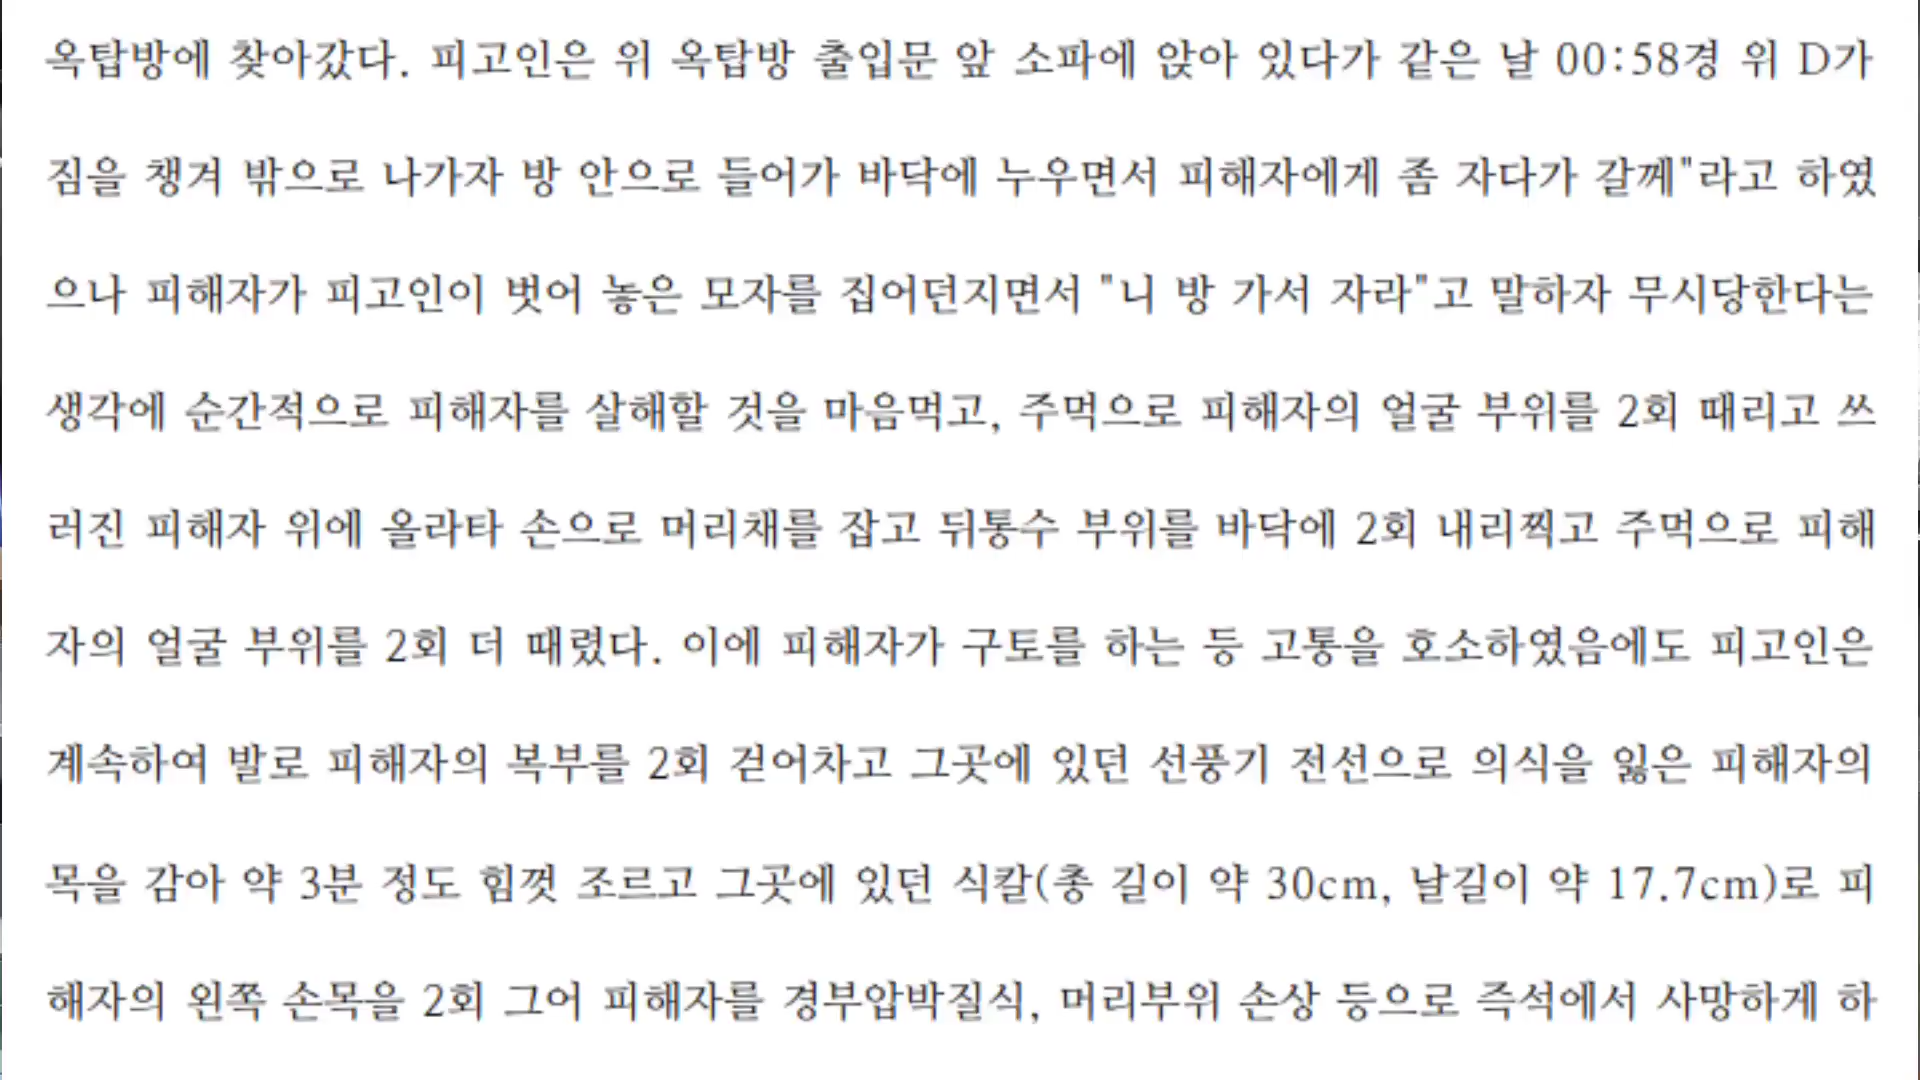 옥탑방에 찾아갔다. 피고인은 위 옥탑방 출입문 앞 소파에 앉아 있다가 같은 날 00:58경 위 D가
짐을 챙겨 밖으로 나가자 방 안으로 들어가 바닥에 누우면서 피해자에게 좀 자다가 갈께"라고 하였
으나 피해자가 피고인이 벗어 놓은 모자를 집어던지면서 "니 방 가서 자라"고 말하자 무시당한다는
생각에 순간적으로 피해자를 살해할 것을 마음먹고, 주먹으로 피해자의 얼굴 부위를 2회 때리고 쓰
러진 피해자 위에 올라타 손으로 머리채를 잡고 뒤통수 부위를 바닥에 2회 내리찍고 주먹으로 피해
자의 얼굴 부위를 2회 더 때렸다. 이에 피해자가 구토를 하는 등 고통을 호소하였음에도 피고인은
계속하여 발로 피해자의 복부를 2회 걷어차고 그곳에 있던 선풍기 전선으로 의식을 잃은 피해자의
목을 감아 약 3분 정도 힘껏 조르고 그곳에 있던 식칼(총 길이 약 30cm, 날길이 약 17.7cm)로 피
해자의 왼쪽 손목을 2회 그어 피해자를 경부압박질식, 머리부위 손상 등으로 즉석에서 사망하게 하